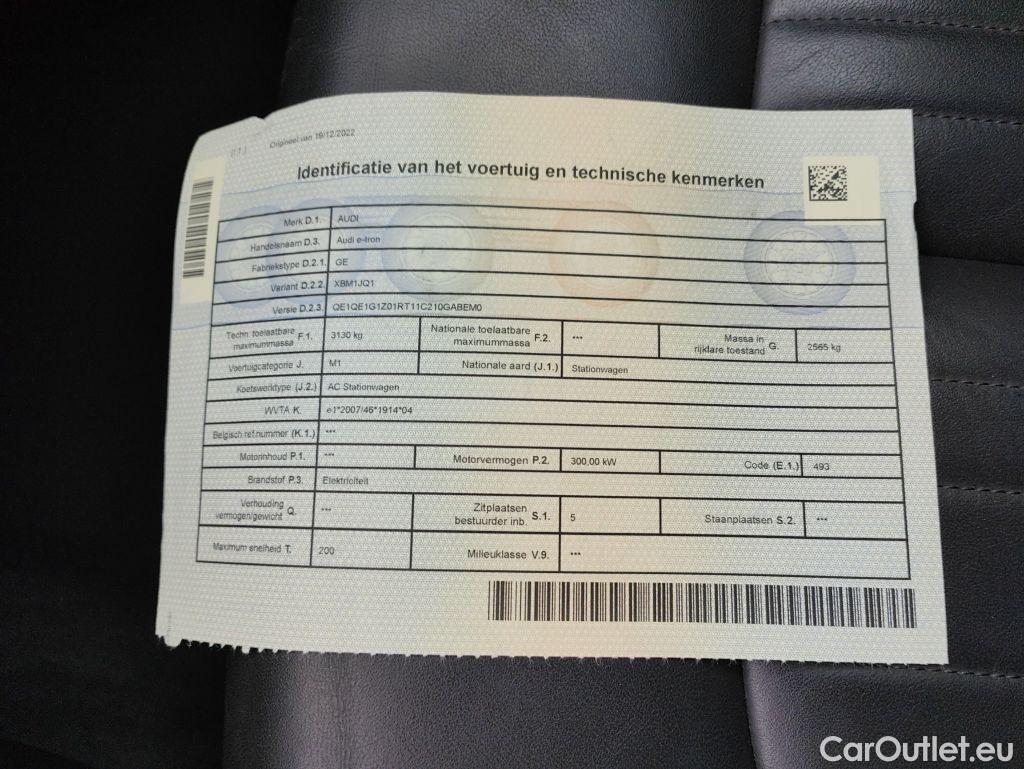 (I.1.)
Origineel van 19/12/2022
Identificatie van het voertuig en technische kenmerken
Merk D.1. AUDI
Handelsnaam D.3. Audi e-tron
Fabriekstype D.2.1. GE
Variant D.2.2. XBM1JQ1
Versie D.2.3. QE1QE1G1Z01RT11C210GABEM0
Techn. toelaatbare maximummassa F.1. 3130 kg Nationale toelaatbare maximummassa F.2. *** Massa in rijklare toestand G. 2565 kg
Voertuigcategorie J. M1 Nationale aard (J.1.) Stationwagen
Koetswerktype (J.2.) AC Stationwagen
WVTA K. e1*2007/46*1914*04
Belgisch ref.nummer (K.1.) ***
Motorinhoud P.1. *** Motorvermogen P.2. 300,00 kW Code (E.1.) 493
Brandstof P.3. Elektriciteit
Verhouding vermogen/gewicht Q. *** Zitplaatsen bestuurder inb. S.1. 5 Staanplaatsen S.2. ***
Maximum snelheid T. 200 Milieuklasse V.9. ***
CarOutlet.eu